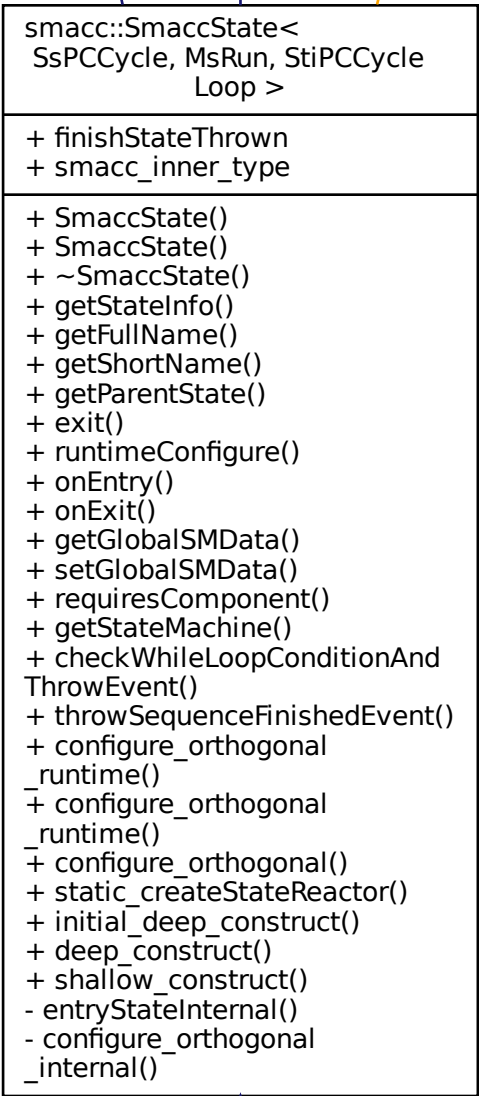 smacc::SmaccState<
SsPCCycle, MsRun, StiPCCycle
Loop >
+ finishStateThrown
+ smacc_inner_type
+ SmaccState()
+ SmaccState()
+ ~SmaccState()
+ getStateInfo()
+ getFullName()
+ getShortName()
+ getParentState()
+ exit()
+ runtimeConfigure()
+ onEntry()
+ onExit()
+ getGlobalSMData()
+ setGlobalSMData()
+ requiresComponent()
+ getStateMachine()
+ checkWhileLoopConditionAnd
ThrowEvent()
+ throwSequenceFinishedEvent()
+ configure_orthogonal
_runtime()
+ configure_orthogonal
_runtime()
+ configure_orthogonal()
+ static_createStateReactor()
+ initial_deep_construct()
+ deep_construct()
+ shallow_construct()
- entryStateInternal()
- configure_orthogonal
_internal()